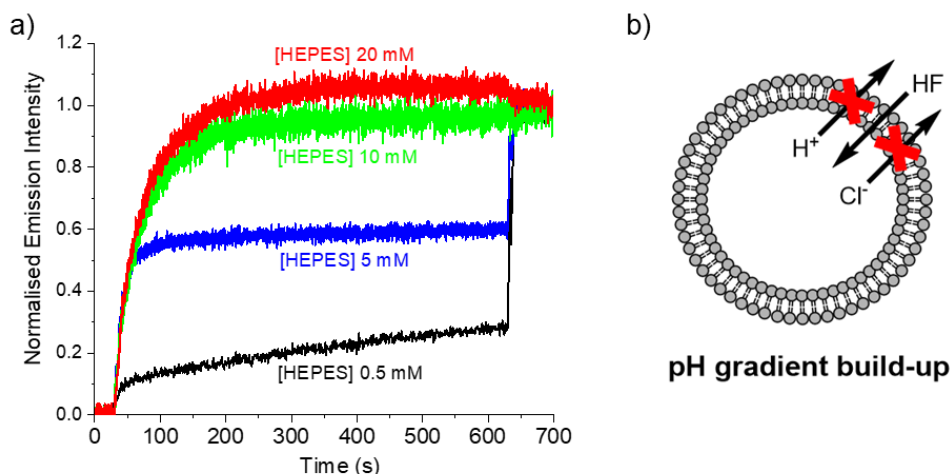 a)
Normalised Emission Intensity
1.2
1.0
0.8
0.6
0.4
0.2
0.0
[HEPES] 20 mM
[HEPES] 10 mM
[HEPES] 5 mM
[HEPES] 0.5 mM
0 100 200 300 400 500 600 700
Time (s)
b)
HF
H⁺
Cl⁻
pH gradient build-up